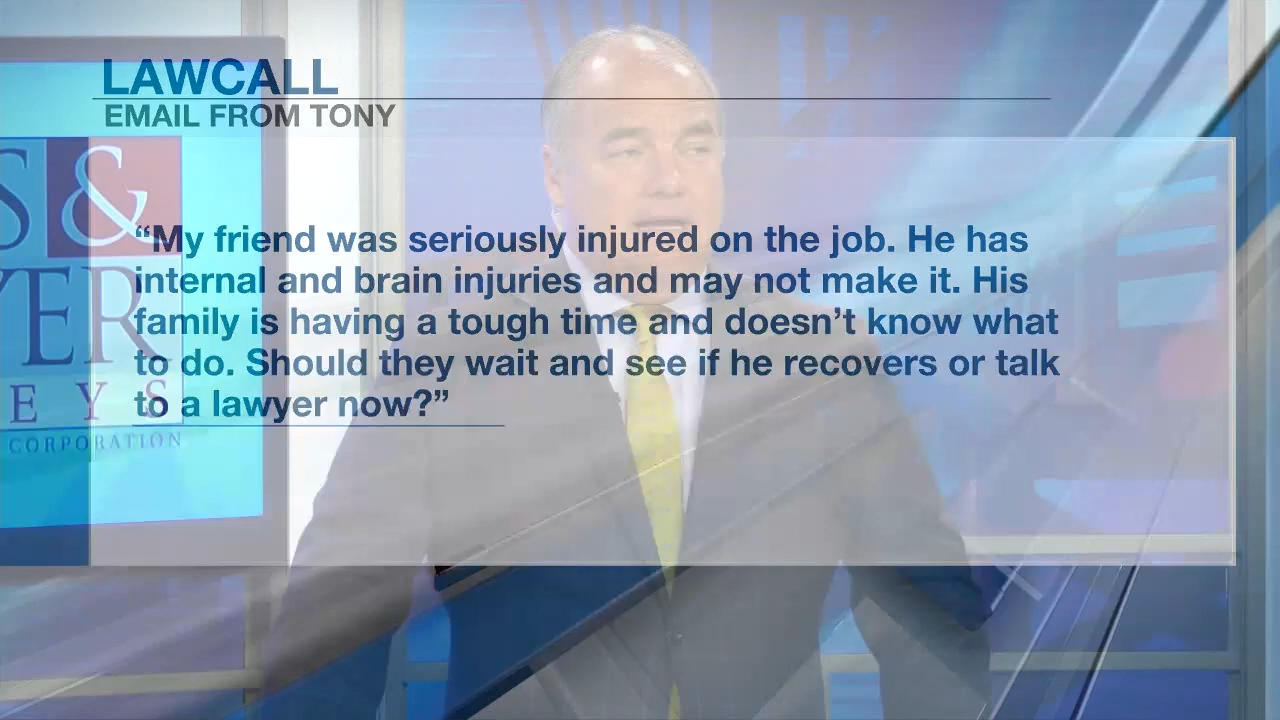 LAWCALL
EMAIL FROM TONY
“My friend was seriously injured on the job. He has
internal and brain injuries and may not make it. His
family is having a tough time and doesn’t know what
to do. Should they wait and see if he recovers or talk
to a lawyer now?”
S &
YER
E Y S
CORPORATION